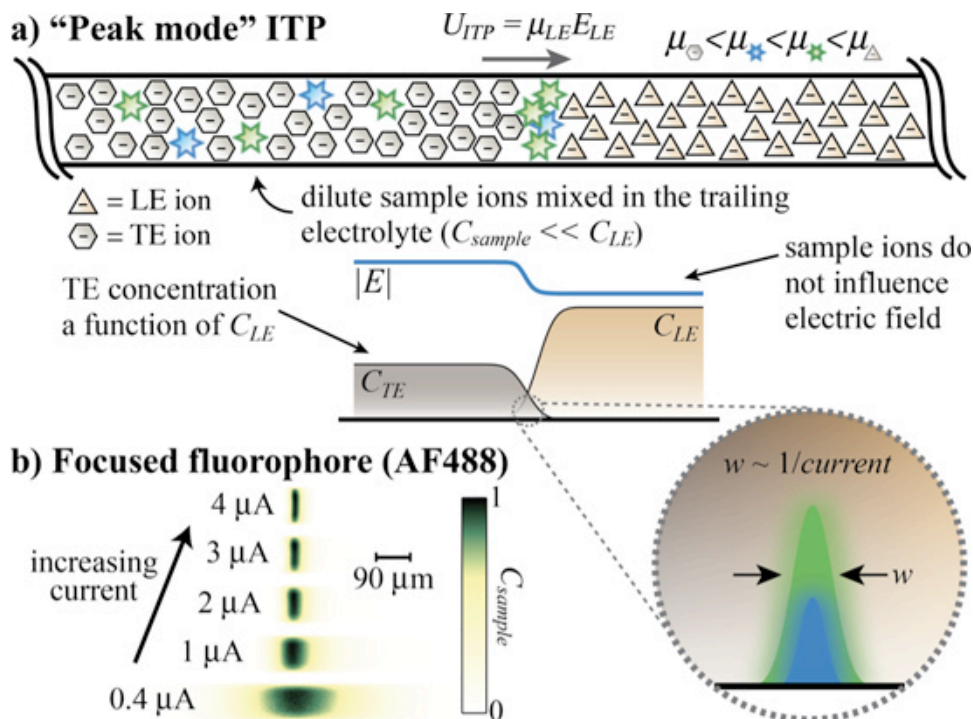 a) “Peak mode” ITP
U_ITP = μ_LE E_LE
μ < μ < μ < μ
= LE ion
= TE ion
dilute sample ions mixed in the trailing
electrolyte (C_sample << C_LE)
sample ions do
not influence
electric field
TE concentration
a function of C_LE
|E|
C_LE
C_TE
b) Focused fluorophore (AF488)
4 μA
3 μA
2 μA
1 μA
0.4 μA
increasing
current
90 μm
1
C_sample
0
w ~ 1/current
w